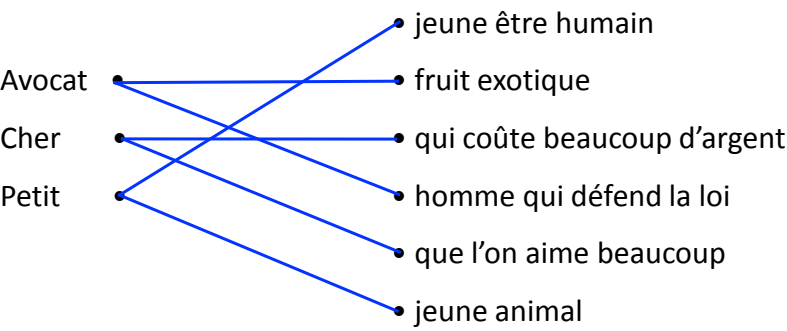 jeune être humain
Avocat fruit exotique
Cher qui coûte beaucoup d’argent
Petit homme qui défend la loi
que l’on aime beaucoup
jeune animal